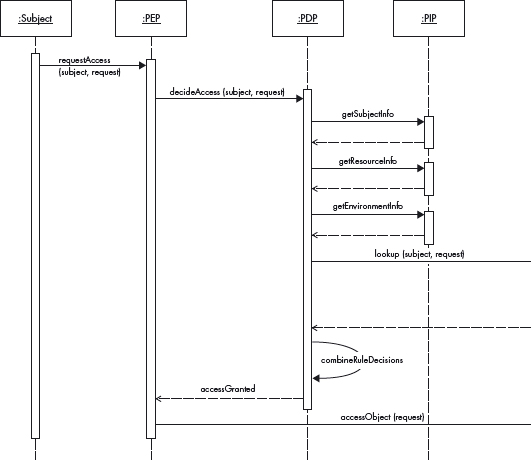 :Subject
:PEP
:PDP
:PIP
requestAccess
(subject, request)
decideAccess (subject, request)
getSubjectInfo
getResourceInfo
getEnvironmentInfo
lookup (subject, request)
combineRuleDecisions
accessGranted
accessObject (request)